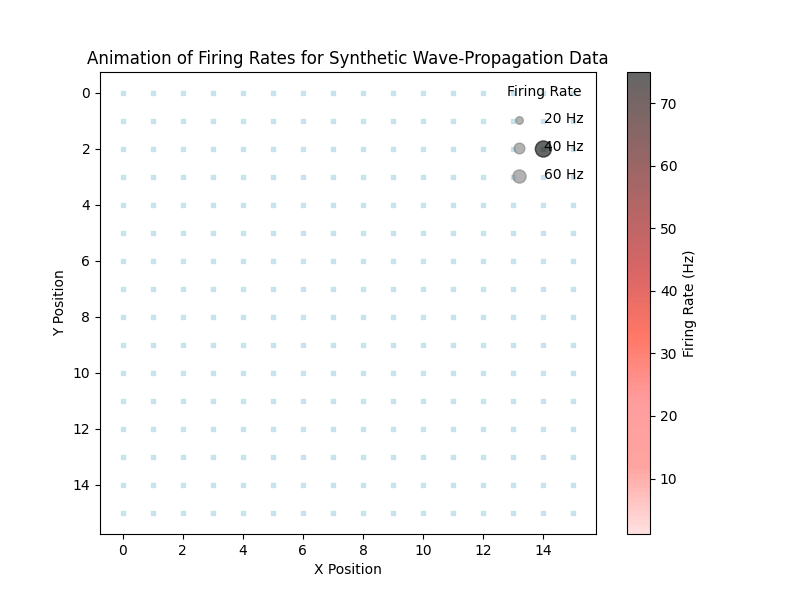 Animation of Firing Rates for Synthetic Wave-Propagation Data
Firing Rate
20 Hz
40 Hz
60 Hz
0
2
4
6
8
10
12
14
Y Position
0 2 4 6 8 10 12 14
X Position
70
60
50
40
30
20
10
Firing Rate (Hz)